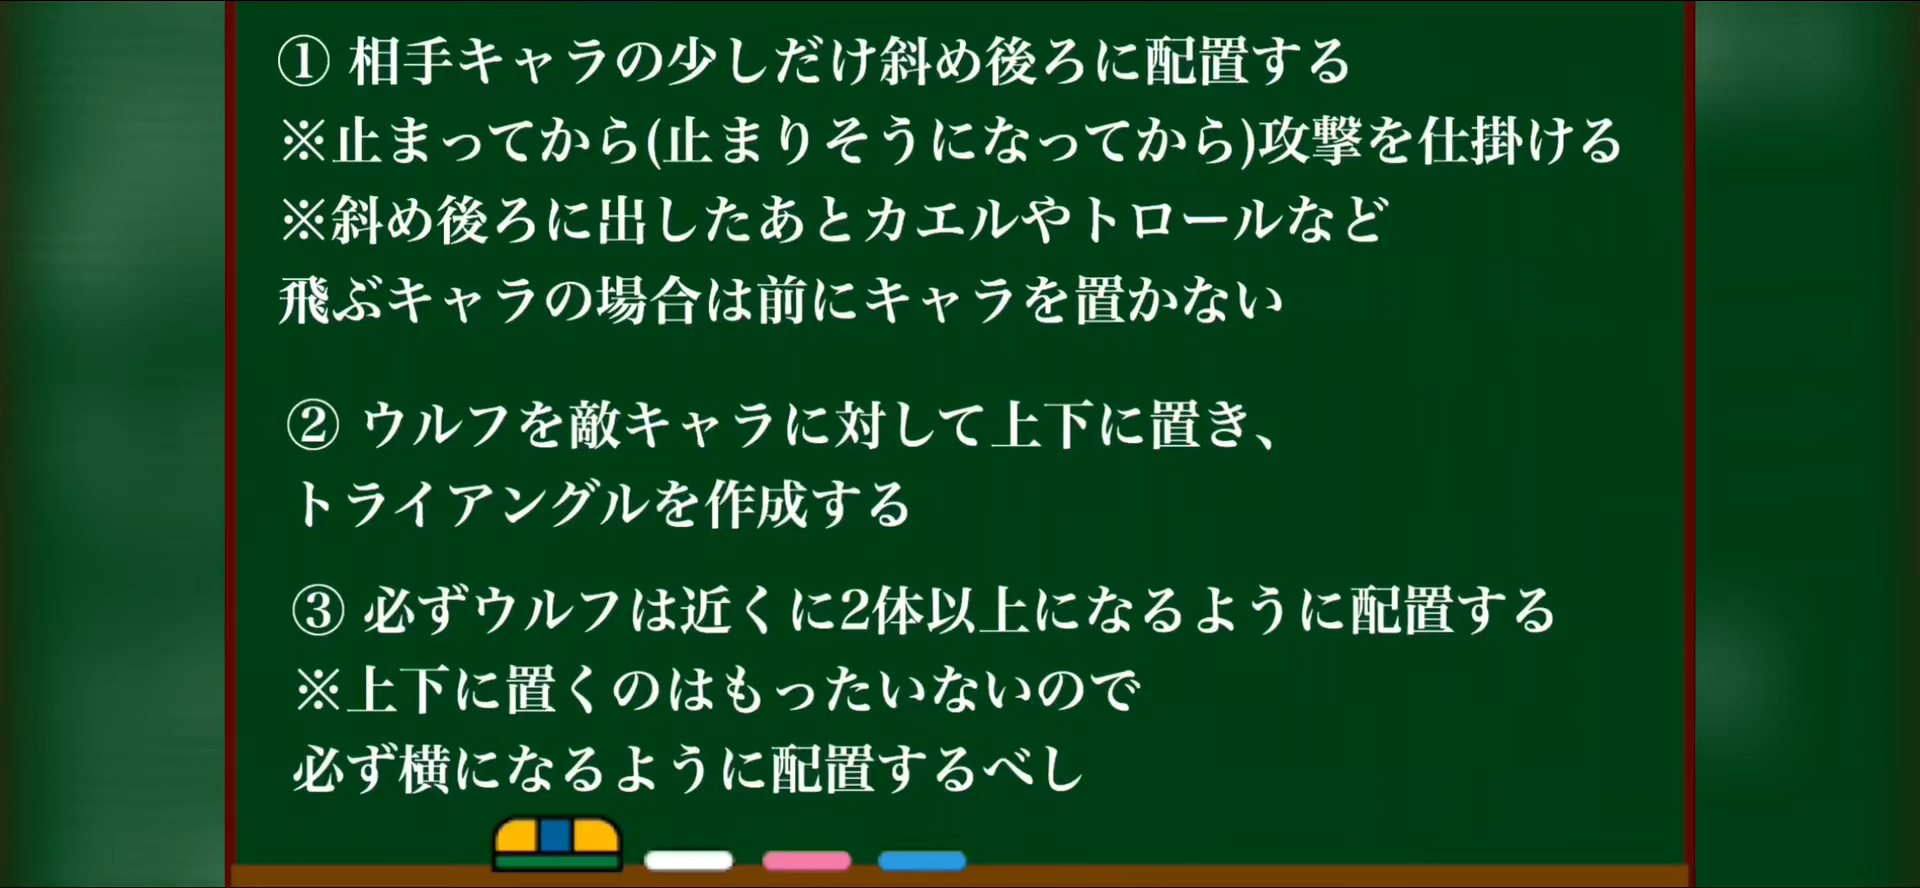 ① 相手キャラの少しだけ斜め後ろに配置する
※止まってから(止まりそうになってから)攻撃を仕掛ける
※斜め後ろに出したあとカエルやトロールなど
飛ぶキャラの場合は前にキャラを置かない
② ウルフを敵キャラに対して上下に置き、
トライアングルを作成する
③ 必ずウルフは近くに2体以上になるように配置する
※上下に置くのはもったいないので
必ず横になるように配置するべし